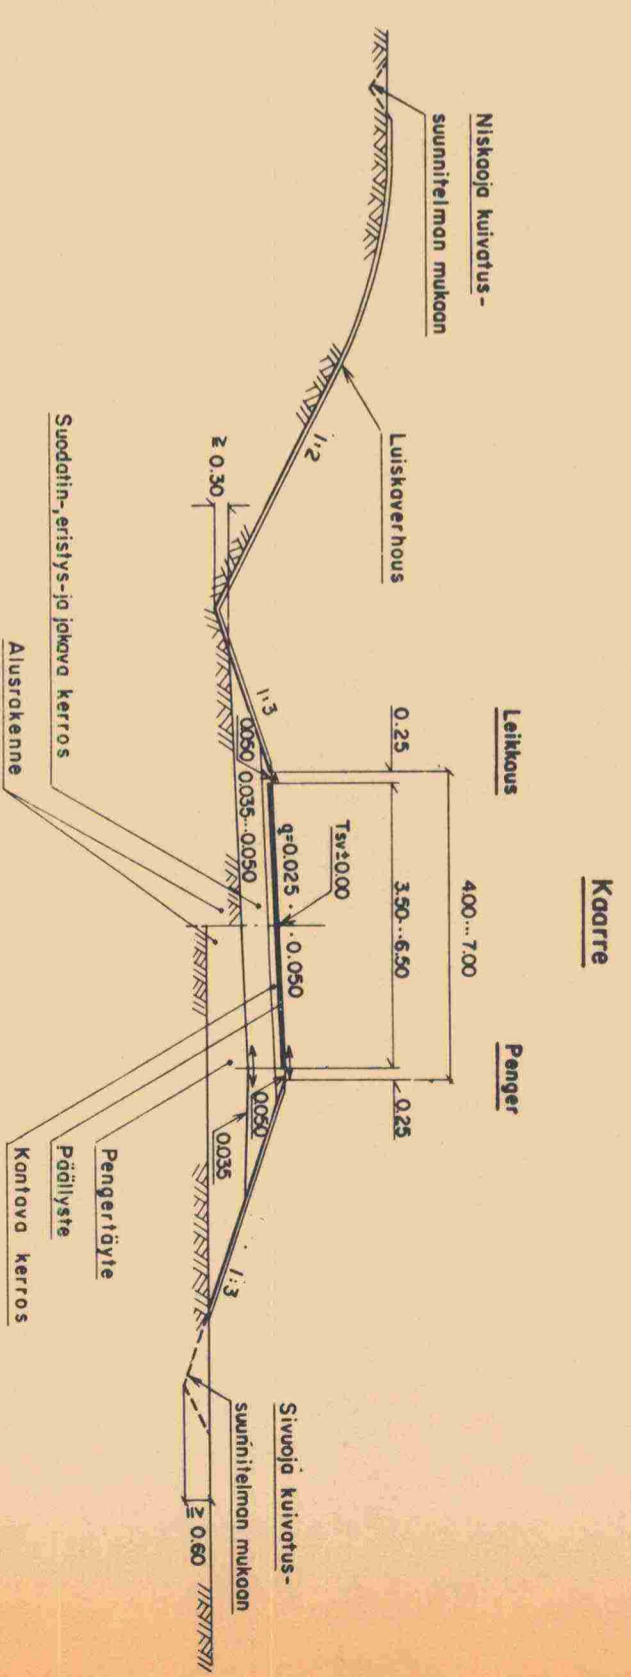 Kaarre
Leikkaus
Penger
4.00...7.00
0.25
3.50...6.50
0.25
Niskaoja kuivatus-
suunnitelman mukaan
Luiskaverhous
1:2
≧ 0.30
1:3
Tsv±0.00
q=0.025...0.050
0.050
0.035...0.050
0.050
0.035
1:3
Sivuoja kuivatus-
suunnitelman mukaan
≧ 0.60
Suodatin-, eristys- ja jakava kerros
Alusrakenne
Pengertäyte
Päällyste
Kantava kerros